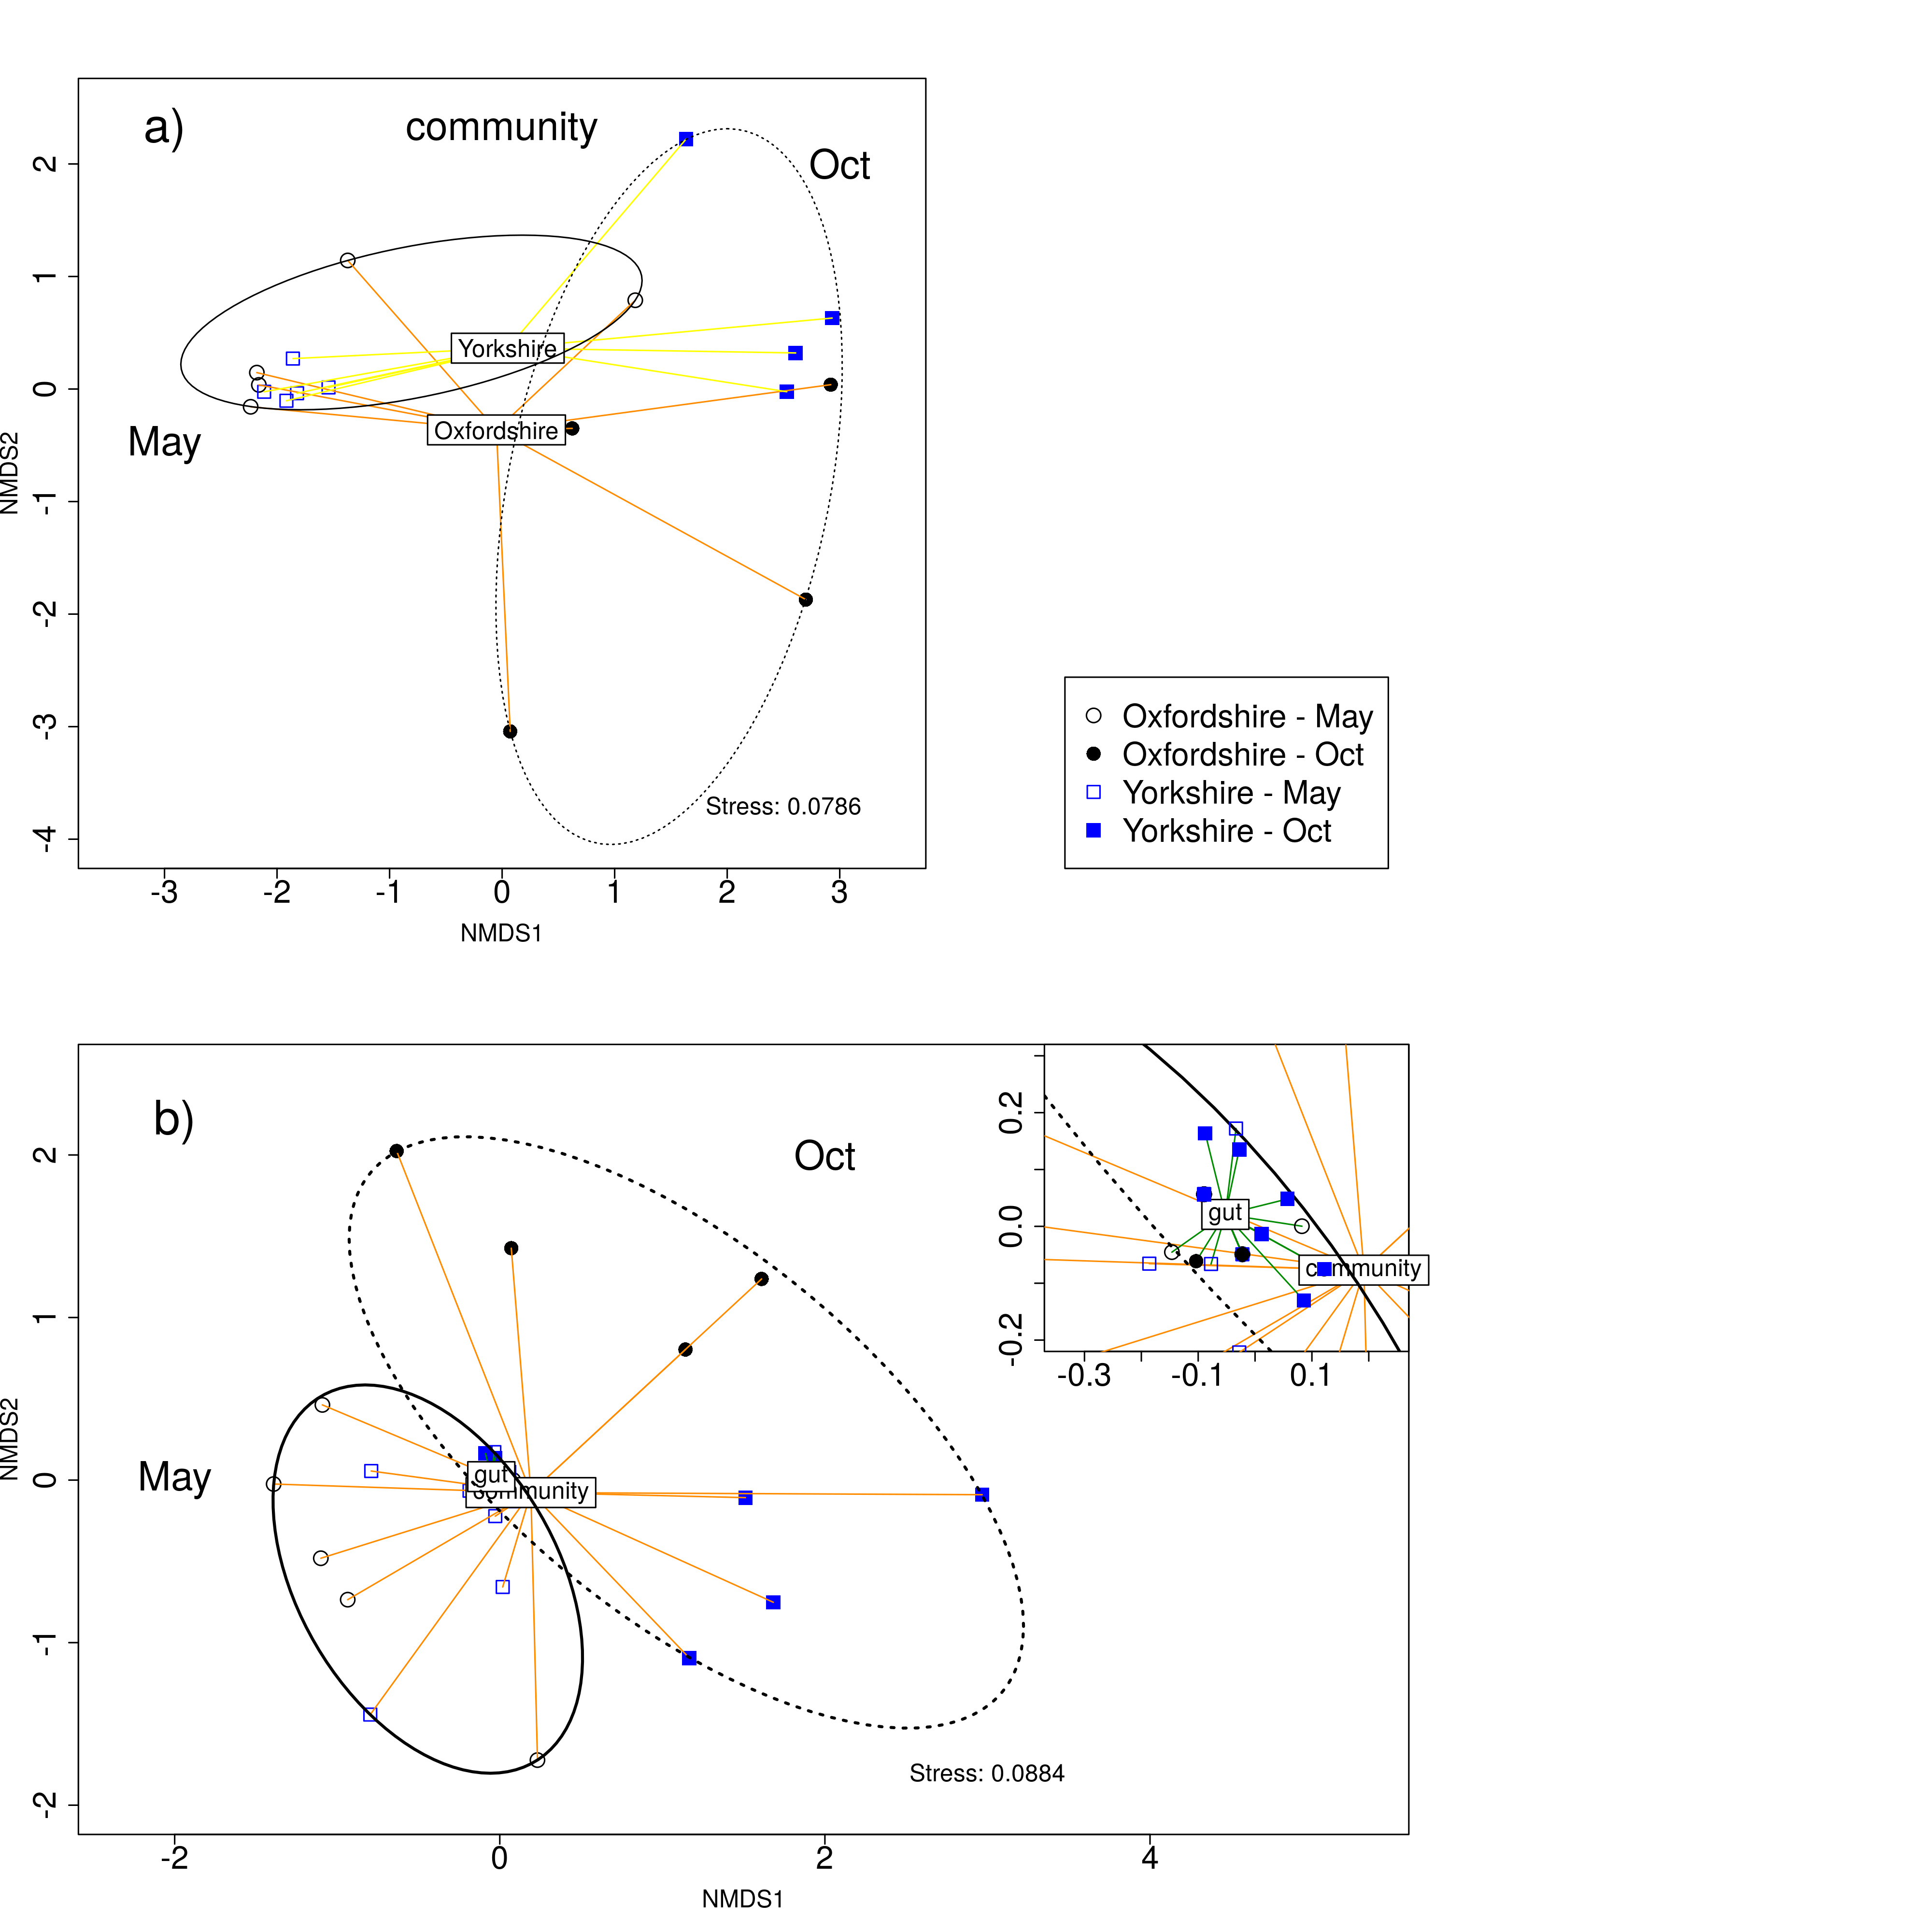 a)
community
Oct
2
1
0
-1
-2
-3
-4
NMDS2
Yorkshire
Oxfordshire
May
Stress: 0.0786
-3 -2 -1 0 1 2 3
NMDS1
Oxfordshire - May
Oxfordshire - Oct
Yorkshire - May
Yorkshire - Oct
b)
Oct
2
1
0
-1
-2
NMDS2
May
gut
community
Stress: 0.0884
-2 0 2 4
NMDS1
0.2
0.0
-0.2
gut
community
-0.3 -0.1 0.1